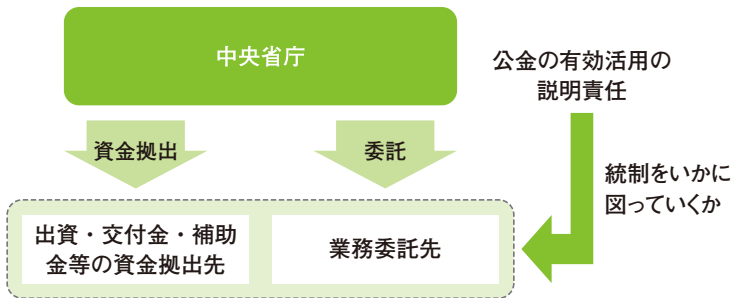 中央省庁
公金の有効活用の
説明責任
資金拠出
委託
統制をいかに
図っていくか
出資・交付金・補助
金等の資金拠出先
業務委託先